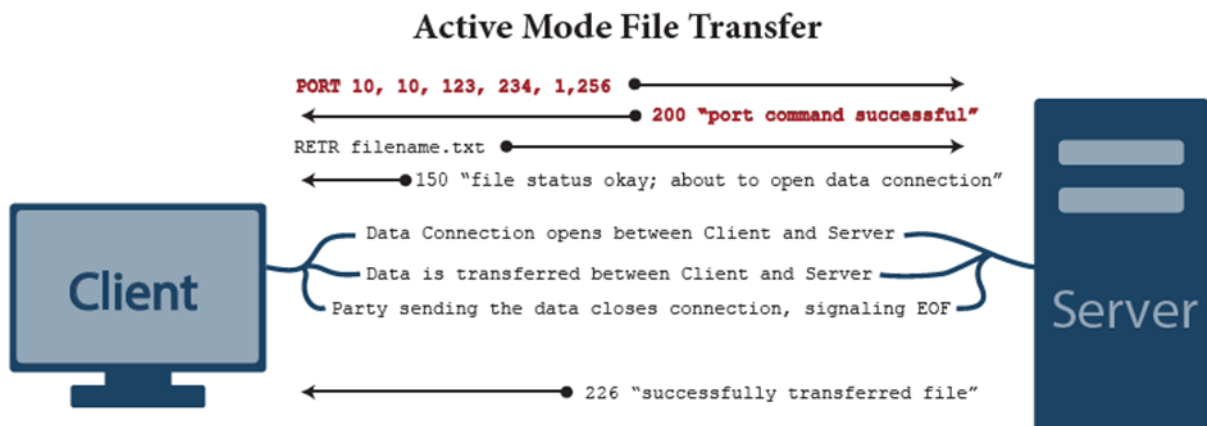 Active Mode File Transfer
PORT 10, 10, 123, 234, 1,256
200 “port command successful”
RETR filename.txt
150 “file status okay; about to open data connection”
Data Connection opens between Client and Server
Data is transferred between Client and Server
Party sending the data closes connection, signaling EOF
Client
Server
226 “successfully transferred file”